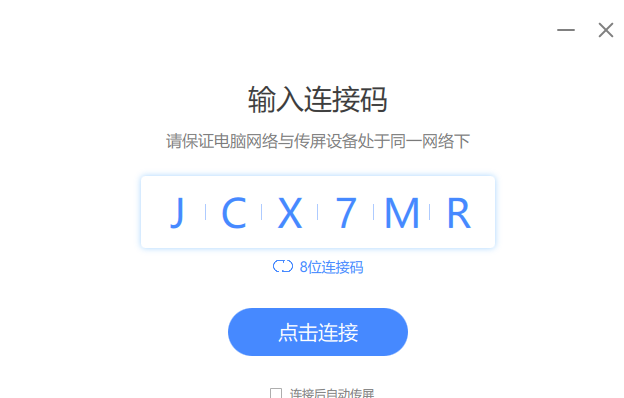 输入连接码
请保证电脑网络与传屏设备处于同一网络下
J C X 7 M R
8位连接码
点击连接
连接后自动传屏